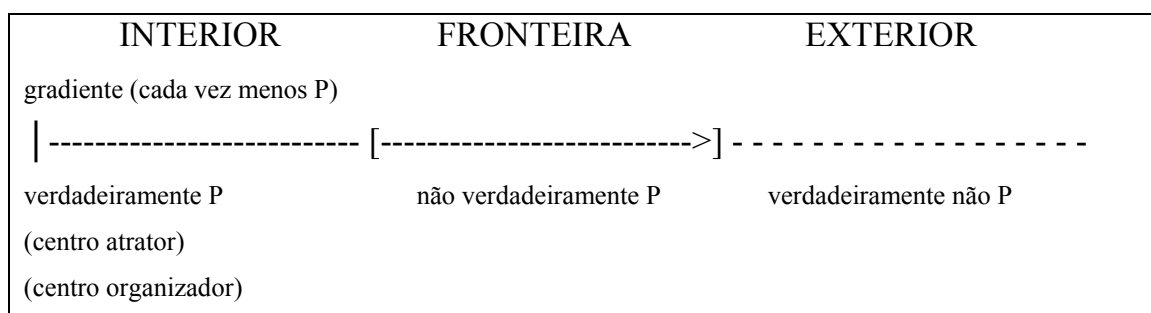 INTERIOR FRONTEIRA EXTERIOR
gradiente (cada vez menos P)
|--------------------------- [--------------------------->] - - - - - - - - - - - - - - - - - -
verdadeiramente P não verdadeiramente P verdadeiramente não P
(centro atrator)
(centro organizador)